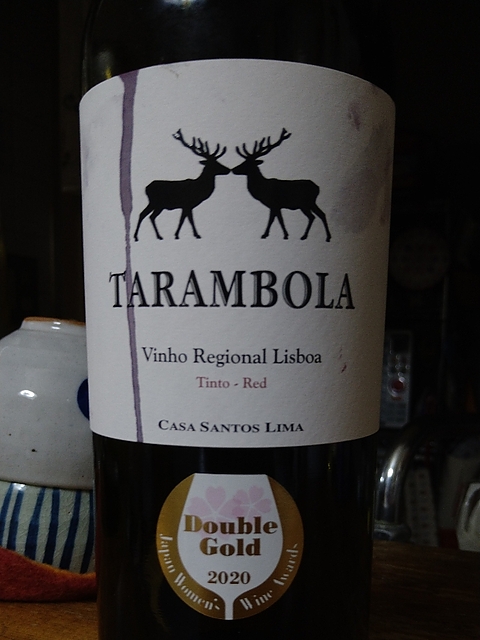 TARAMBOLA
Vinho Regional Lisboa
Tinto - Red
CASA SANTOS LIMA
Double
Gold
2020
Japan Women's Wine Awards